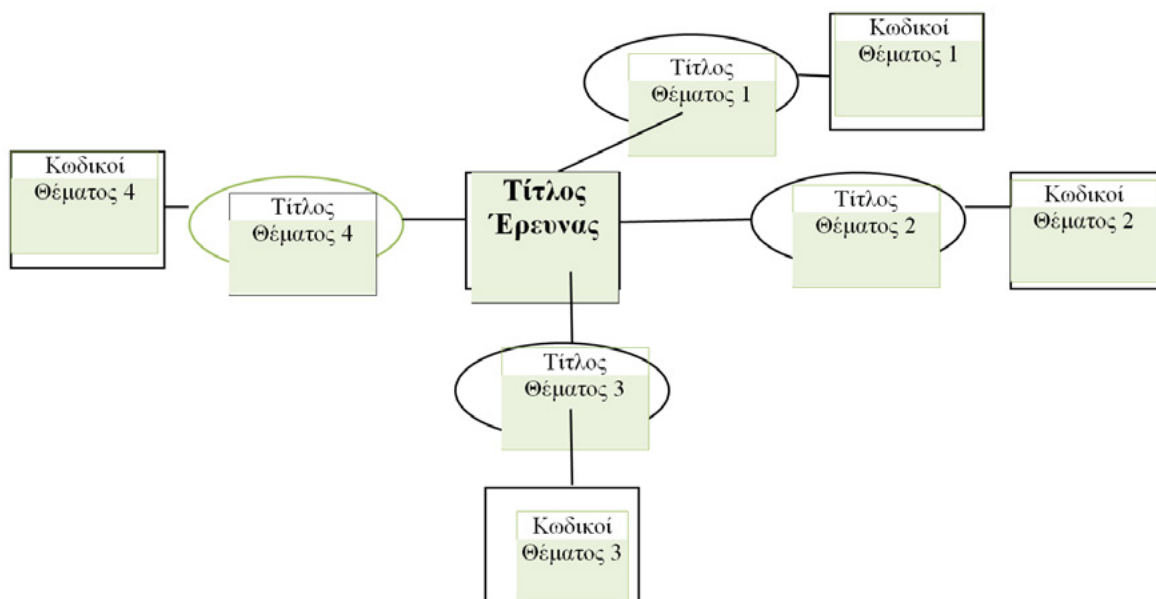 Κωδικοί
Θέματος 1
Τίτλος
Θέματος 1
Κωδικοί
Θέματος 4
Τίτλος
Θέματος 4
Τίτλος
Έρευνας
Τίτλος
Θέματος 2
Κωδικοί
Θέματος 2
Τίτλος
Θέματος 3
Κωδικοί
Θέματος 3